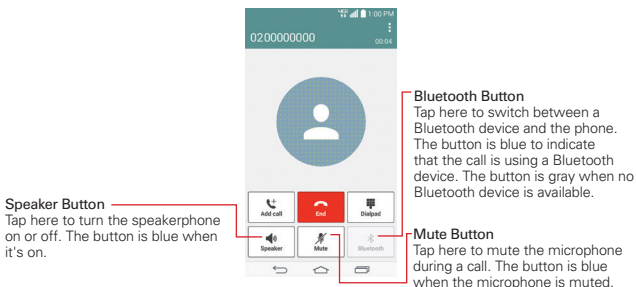 1:00 PM
0200000000
00:04
Bluetooth Button
Tap here to switch between a
Bluetooth device and the phone.
The button is blue to indicate
that the call is using a Bluetooth
device. The button is gray when no
Bluetooth device is available.
Add call
End
Dialpad
Speaker Button
Tap here to turn the speakerphone
on or off. The button is blue when
it's on.
Speaker
Mute
Bluetooth
Mute Button
Tap here to mute the microphone
during a call. The button is blue
when the microphone is muted.